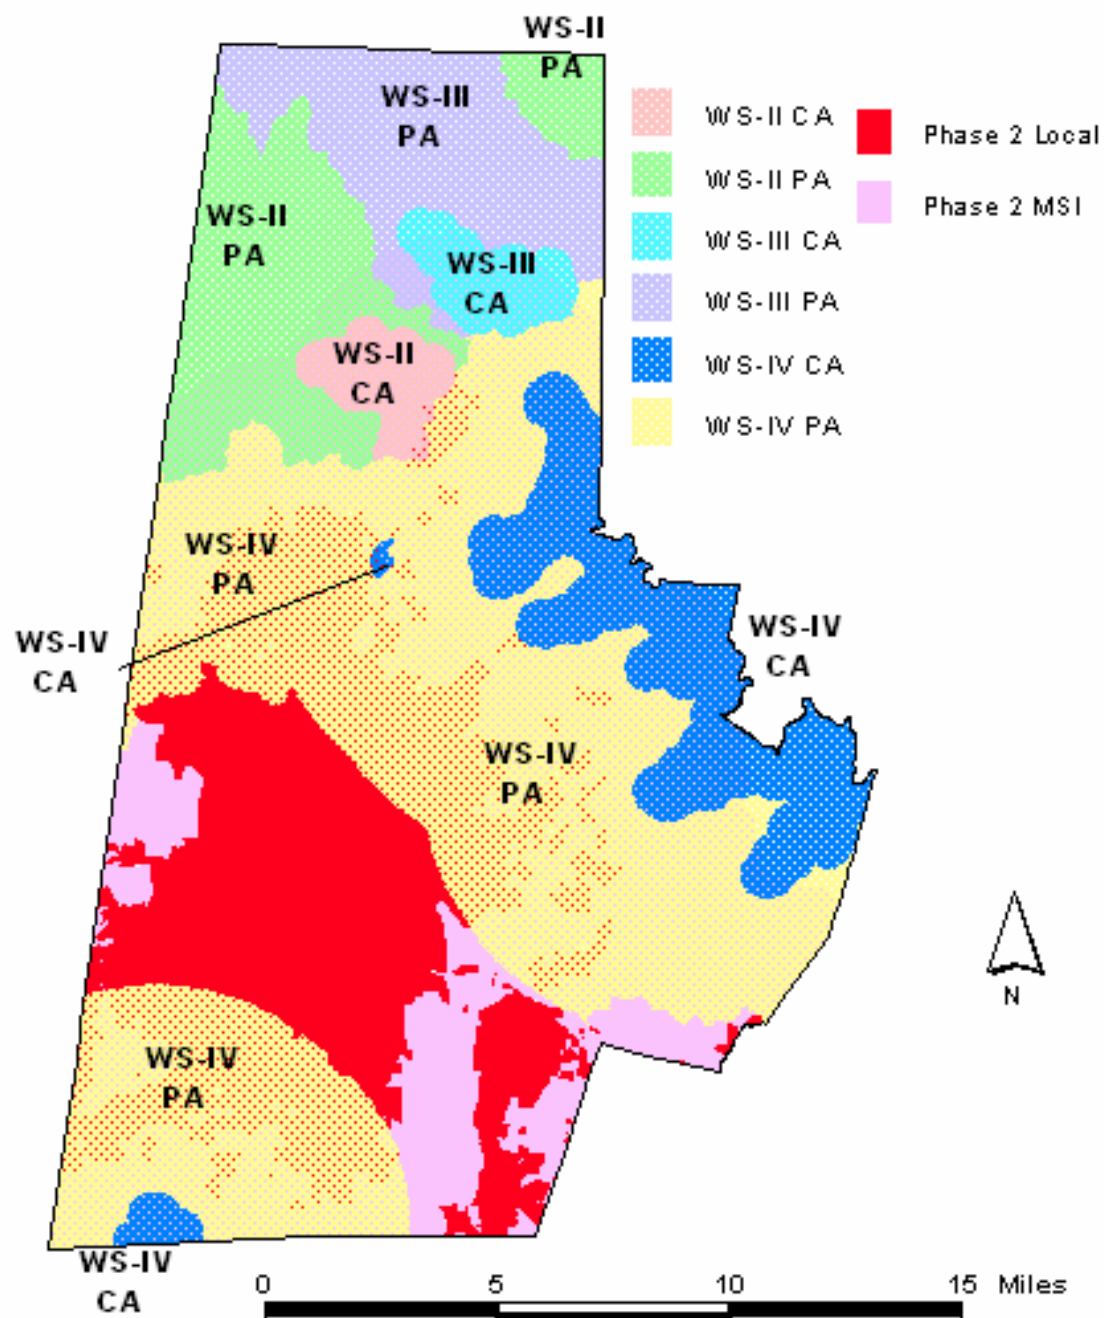 WS-II
PA
WS-III
PA
WS-II
PA
WS-III
CA
WS-II
CA
WS-IV
PA
WS-IV
CA
WS-IV
CA
WS-IV
PA
WS-IV
PA
WS-IV
CA
WS-II CA
WS-II PA
WS-III CA
WS-III PA
WS-IV CA
WS-IV PA
Phase 2 Local
Phase 2 MSI
N
0 5 10 15 Miles